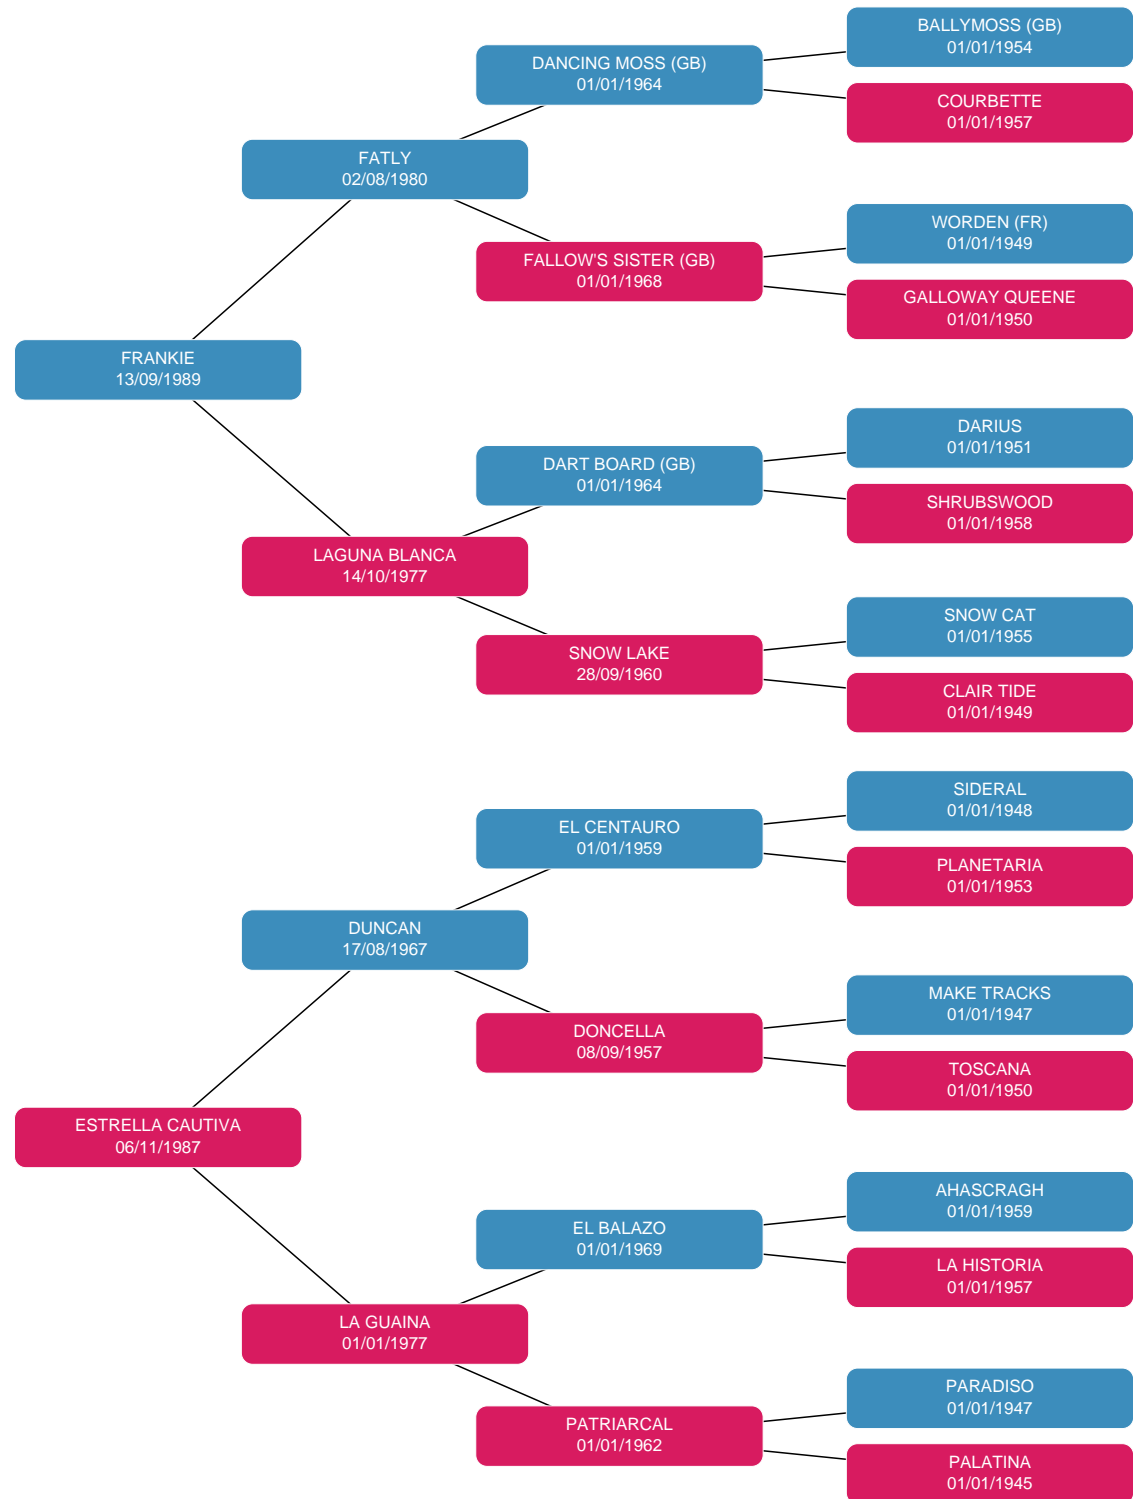 BALLYMOSS (GB)
01/01/1954
DANCING MOSS (GB)
01/01/1964
COURBETTE
01/01/1957
FATLY
02/08/1980
WORDEN (FR)
01/01/1949
FALLOW'S SISTER (GB)
01/01/1968
GALLOWAY QUEENE
01/01/1950
FRANKIE
13/09/1989
DARIUS
01/01/1951
DART BOARD (GB)
01/01/1964
SHRUBSWOOD
01/01/1958
LAGUNA BLANCA
14/10/1977
SNOW CAT
01/01/1955
SNOW LAKE
28/09/1960
CLAIR TIDE
01/01/1949
SIDERAL
01/01/1948
EL CENTAURO
01/01/1959
PLANETARIA
01/01/1953
DUNCAN
17/08/1967
MAKE TRACKS
01/01/1947
DONCELLA
08/09/1957
TOSCANA
01/01/1950
ESTRELLA CAUTIVA
06/11/1987
AHASCRAGH
01/01/1959
EL BALAZO
01/01/1969
LA HISTORIA
01/01/1957
LA GUAINA
01/01/1977
PARADISO
01/01/1947
PATRIARCAL
01/01/1962
PALATINA
01/01/1945